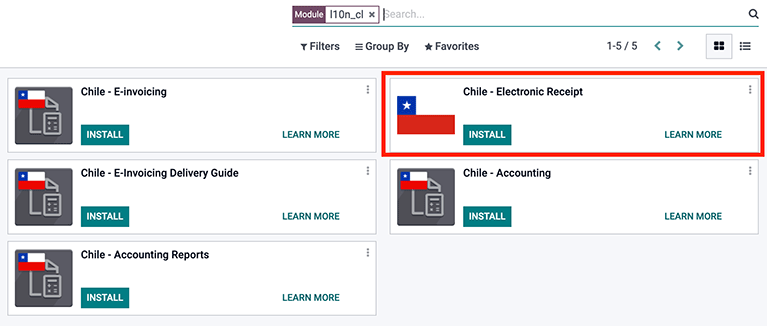 Module l10n_cl × Search...
Filters Group By Favorites 1-5 / 5
Chile - E-invoicing
INSTALL LEARN MORE
Chile - Electronic Receipt
INSTALL LEARN MORE
Chile - E-Invoicing Delivery Guide
INSTALL LEARN MORE
Chile - Accounting
INSTALL LEARN MORE
Chile - Accounting Reports
INSTALL LEARN MORE